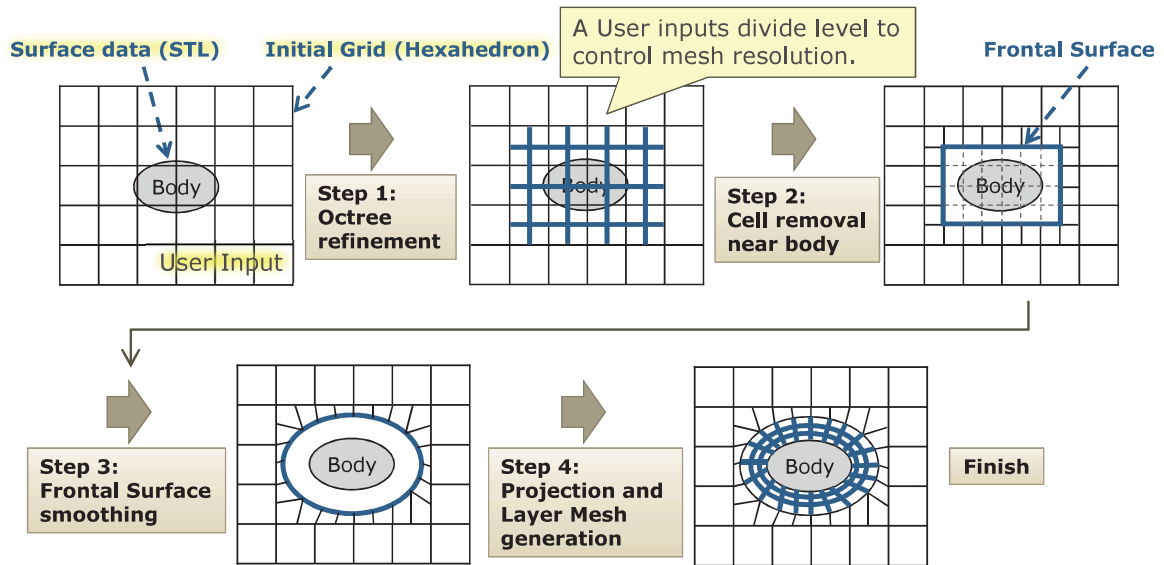 Surface data (STL)
Initial Grid (Hexahedron)
A User inputs divide level to
control mesh resolution.
Frontal Surface
Body
User Input
Step 1:
Octree
refinement
Body
Step 2:
Cell removal
near body
Body
Step 3:
Frontal Surface
smoothing
Body
Step 4:
Projection and
Layer Mesh
generation
Body
Finish